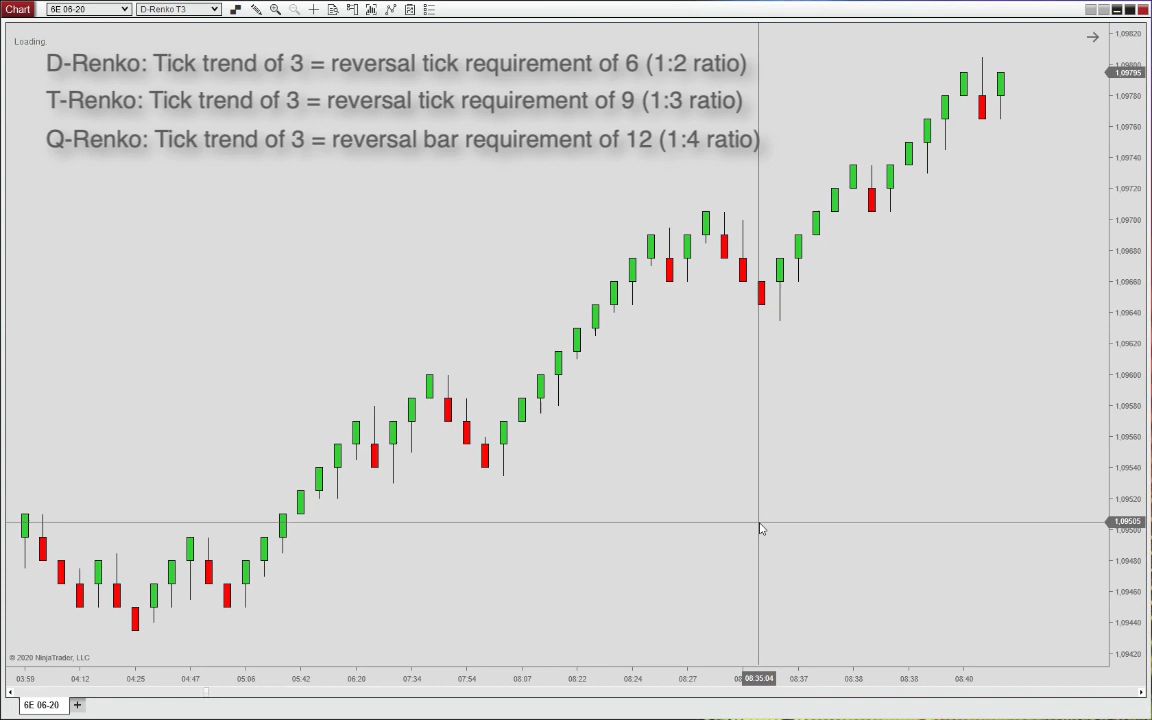 Chart
6E 06-20
D-Renko T3
Loading.
D-Renko: Tick trend of 3 = reversal tick requirement of 6 (1:2 ratio)
T-Renko: Tick trend of 3 = reversal tick requirement of 9 (1:3 ratio)
Q-Renko: Tick trend of 3 = reversal bar requirement of 12 (1:4 ratio)
1,09820
1,09795
1,09780
1,09760
1,09740
1,09720
1,09700
1,09680
1,09660
1,09640
1,09620
1,09600
1,09580
1,09560
1,09540
1,09520
1,09505
1,09480
1,09460
1,09440
1,09420
© 2020 NinjaTrader, LLC
03:59 04:12 04:25 04:47 05:06 05:42 06:20 07:34 07:54 08:07 08:22 08:24 08:27 08:35:04 08:37 08:38 08:38 08:40
6E 06-20 +